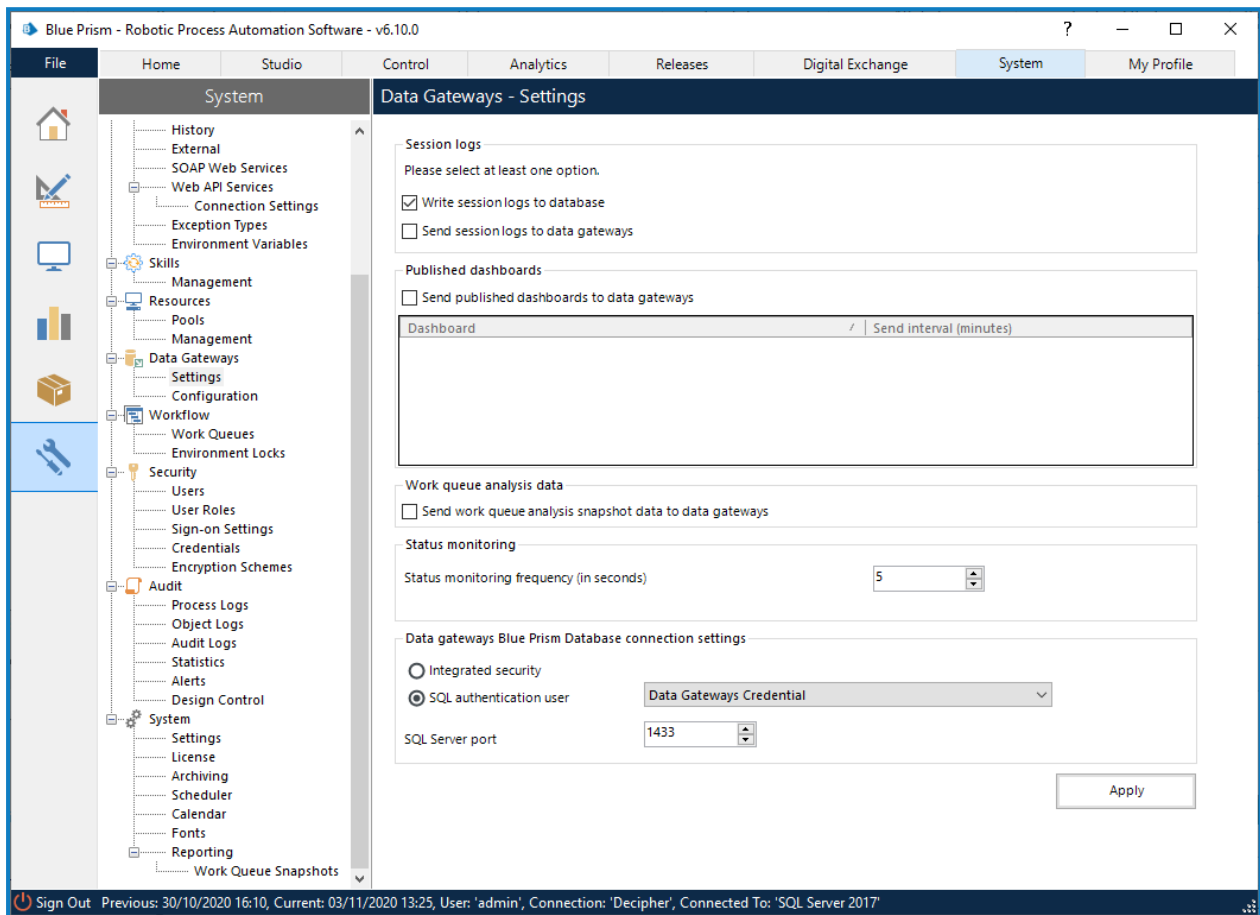 Blue Prism - Robotic Process Automation Software - v6.10.0
?
File
Home
Studio
Control
Analytics
Releases
Digital Exchange
System
My Profile
System
History
External
SOAP Web Services
Web API Services
Connection Settings
Exception Types
Environment Variables
Skills
Management
Resources
Pools
Management
Data Gateways
Settings
Configuration
Workflow
Work Queues
Environment Locks
Security
Users
User Roles
Sign-on Settings
Credentials
Encryption Schemes
Audit
Process Logs
Object Logs
Audit Logs
Statistics
Alerts
Design Control
System
Settings
License
Archiving
Scheduler
Calendar
Fonts
Reporting
Work Queue Snapshots
Data Gateways - Settings
Session logs
Please select at least one option.
Write session logs to database
Send session logs to data gateways
Published dashboards
Send published dashboards to data gateways
Dashboard / Send interval (minutes)
Work queue analysis data
Send work queue analysis snapshot data to data gateways
Status monitoring
Status monitoring frequency (in seconds) 5
Data gateways Blue Prism Database connection settings
Integrated security
SQL authentication user Data Gateways Credential
SQL Server port 1433
Apply
Sign Out Previous: 30/10/2020 16:10, Current: 03/11/2020 13:25, User: 'admin', Connection: 'Decipher', Connected To: 'SQL Server 2017'